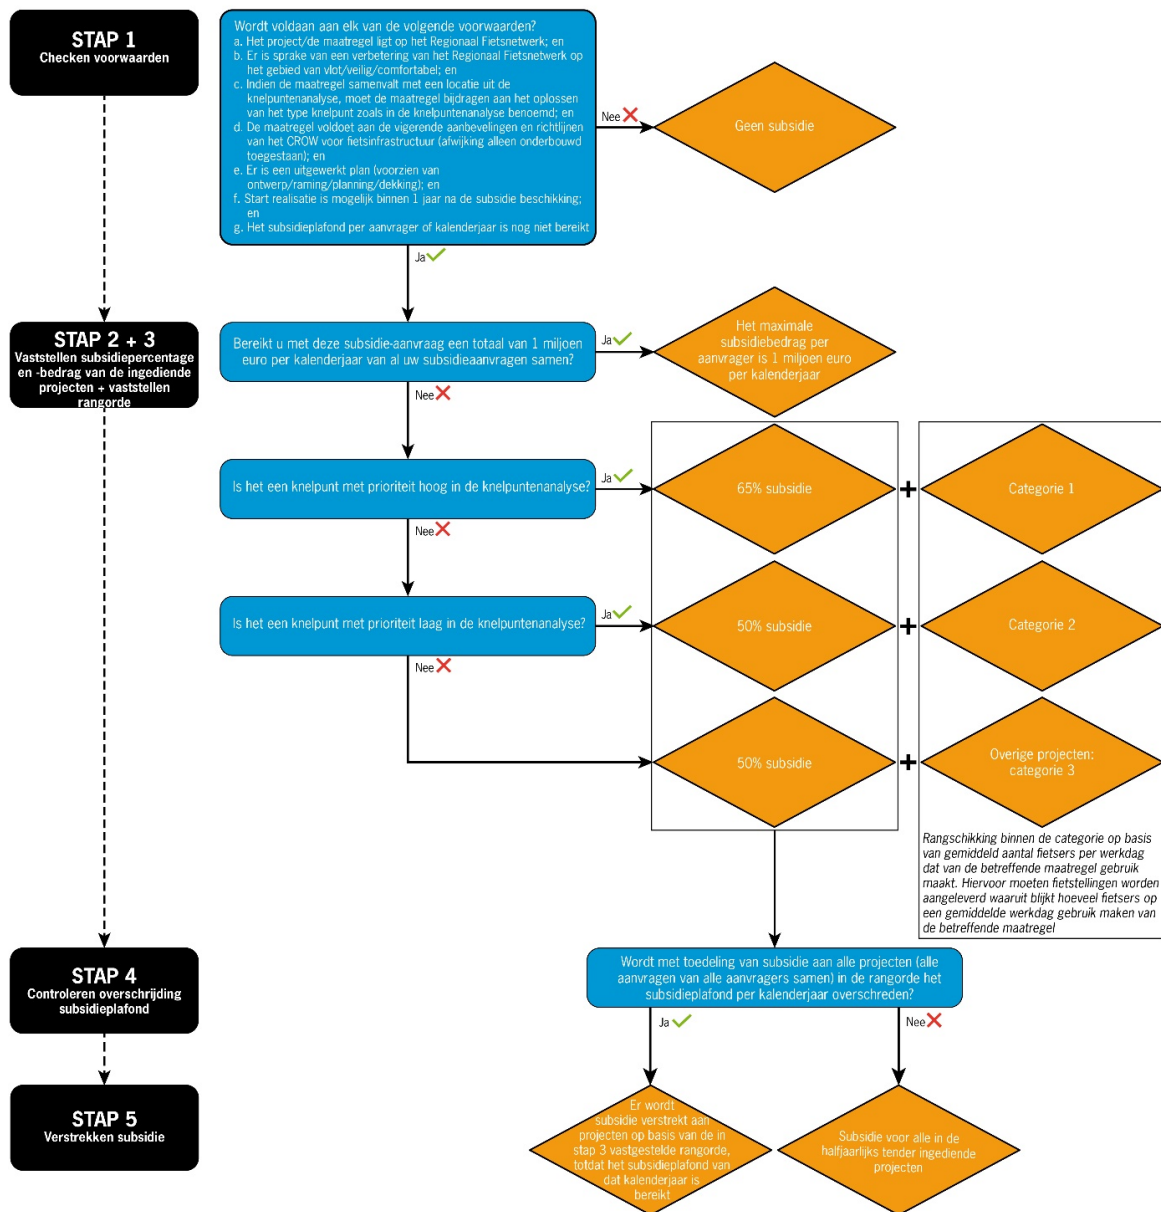 STAP 1
Checken voorwaarden
Wordt voldaan aan elk van de volgende voorwaarden?
a. Het project/de maatregel ligt op het Regionaal Fietsnetwerk; en
b. Er is sprake van een verbetering van het Regionaal Fietsnetwerk op
het gebied van vlot/veilig/comfortabel; en
c. Indien de maatregel samenvalt met een locatie uit de
knelpuntenanalyse, moet de maatregel bijdragen aan het oplossen
van het type knelpunt zoals in de knelpuntenanalyse benoemd; en
d. De maatregel voldoet aan de vigerende aanbevelingen en richtlijnen
van het CROW voor fietsinfrastructuur (afwijking alleen onderbouwd
toegestaan); en
e. Er is een uitgewerkt plan (voorzien van
ontwerp/raming/planning/dekking); en
f. Start realisatie is mogelijk binnen 1 jaar na de subsidie beschikking;
en
g. Het subsidieplafond per aanvrager of kalenderjaar is nog niet bereikt
Nee
Geen subsidie
Ja
STAP 2 + 3
Vaststellen subsidiepercentage
en -bedrag van de ingediende
projecten + vaststellen
rangorde
Bereikt u met deze subsidie-aanvraag een totaal van 1 miljoen
euro per kalenderjaar van al uw subsidieaanvragen samen?
Ja
Het maximale
subsidiebedrag per
aanvrager is 1 miljoen euro
per kalenderjaar
Nee
Is het een knelpunt met prioriteit hoog in de knelpuntenanalyse?
Ja
65% subsidie
+
Categorie 1
Nee
Is het een knelpunt met prioriteit laag in de knelpuntenanalyse?
Ja
50% subsidie
+
Categorie 2
Nee
50% subsidie
+
Overige projecten:
categorie 3
Rangschikking binnen de categorie op basis
van gemiddeld aantal fietsers per werkdag
dat van de betreffende maatregel gebruik
maakt. Hiervoor moeten fietstellingen worden
aangeleverd waaruit blijkt hoeveel fietsers op
een gemiddelde werkdag gebruik maken van
de betreffende maatregel
STAP 4
Controleren overschrijding
subsidieplafond
Wordt met toedeling van subsidie aan alle projecten (alle
aanvragen van alle aanvragers samen) in de rangorde het
subsidieplafond per kalenderjaar overschreden?
Ja
Nee
STAP 5
Verstrekken subsidie
Er wordt
subsidie verstrekt aan
projecten op basis van de in
stap 3 vastgestelde rangorde,
totdat het subsidieplafond van
dat kalenderjaar is
bereikt
Subsidie voor alle in de
halfjaarlijks tender ingediende
projecten